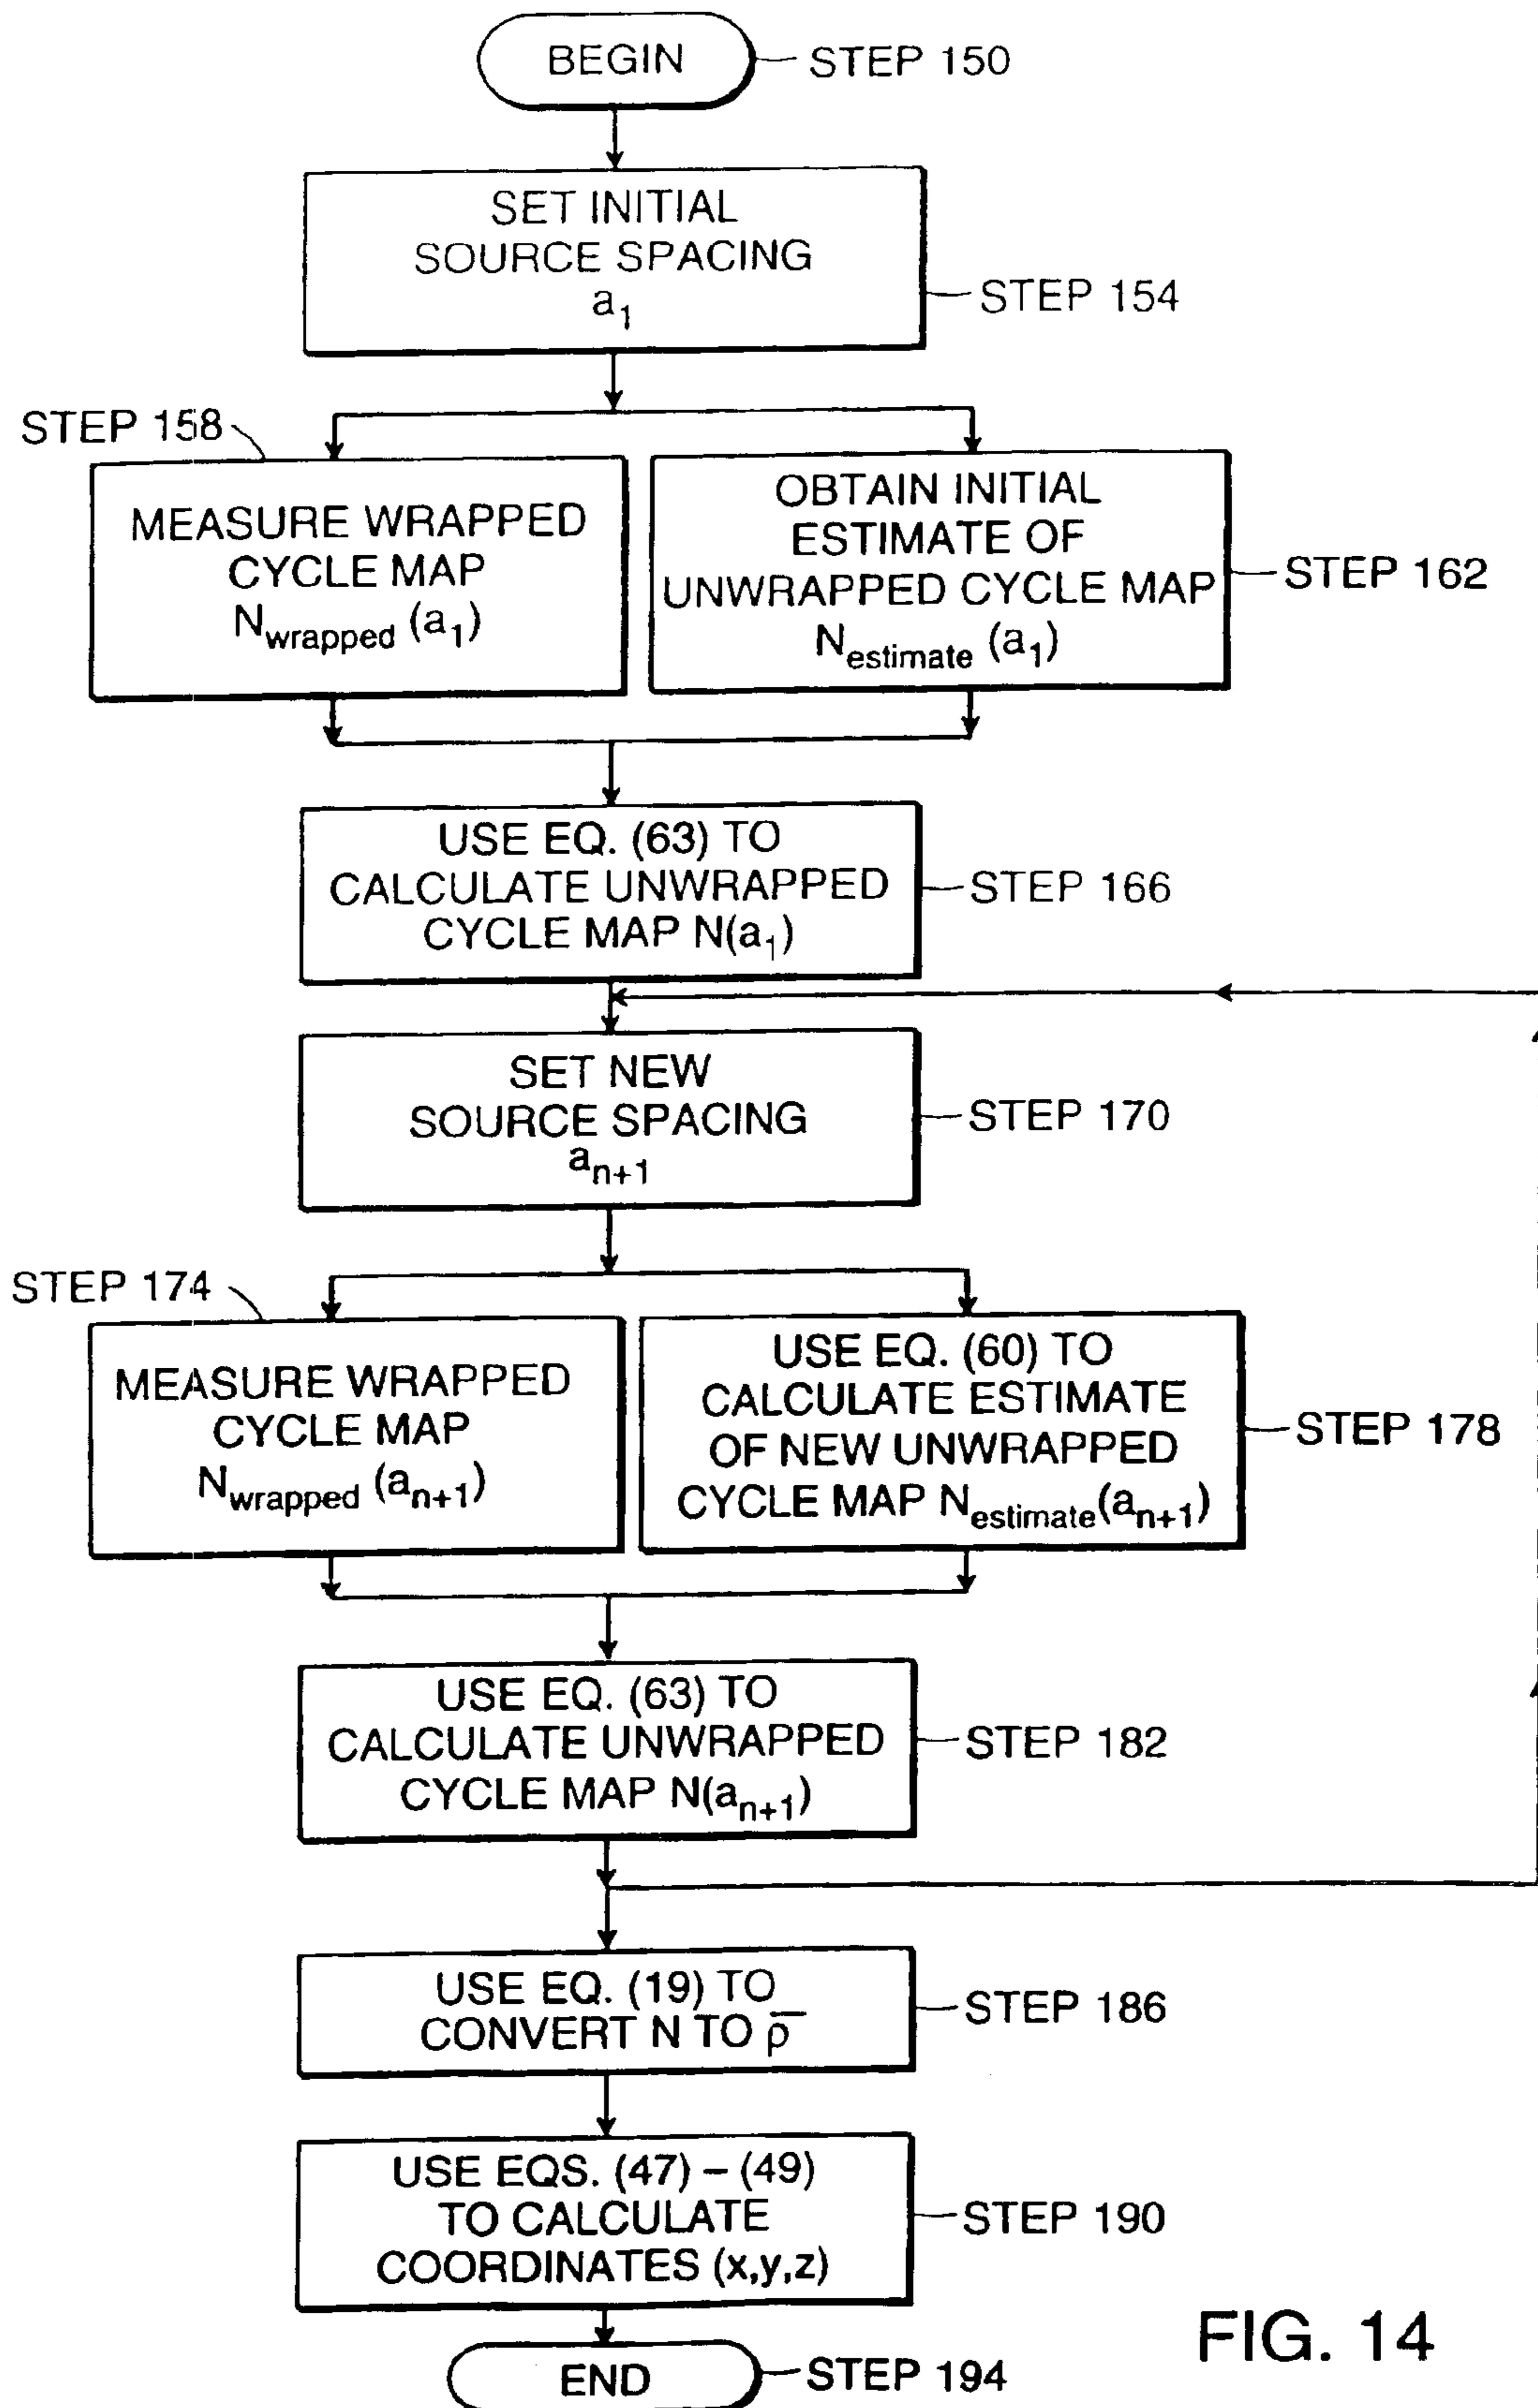 BEGIN
STEP 150
SET INITIAL
SOURCE SPACING
a₁
STEP 154
STEP 158
MEASURE WRAPPED
CYCLE MAP
N_wrapped (a₁)
OBTAIN INITIAL
ESTIMATE OF
UNWRAPPED CYCLE MAP
N_estimate (a₁)
STEP 162
USE EQ. (63) TO
CALCULATE UNWRAPPED
CYCLE MAP N(a₁)
STEP 166
SET NEW
SOURCE SPACING
aₙ₊₁
STEP 170
STEP 174
MEASURE WRAPPED
CYCLE MAP
N_wrapped (aₙ₊₁)
USE EQ. (60) TO
CALCULATE ESTIMATE
OF NEW UNWRAPPED
CYCLE MAP N_estimate(aₙ₊₁)
STEP 178
USE EQ. (63) TO
CALCULATE UNWRAPPED
CYCLE MAP N(aₙ₊₁)
STEP 182
USE EQ. (19) TO
CONVERT N TO ρ̅
STEP 186
USE EQS. (47) – (49)
TO CALCULATE
COORDINATES (x,y,z)
STEP 190
END
STEP 194
FIG. 14